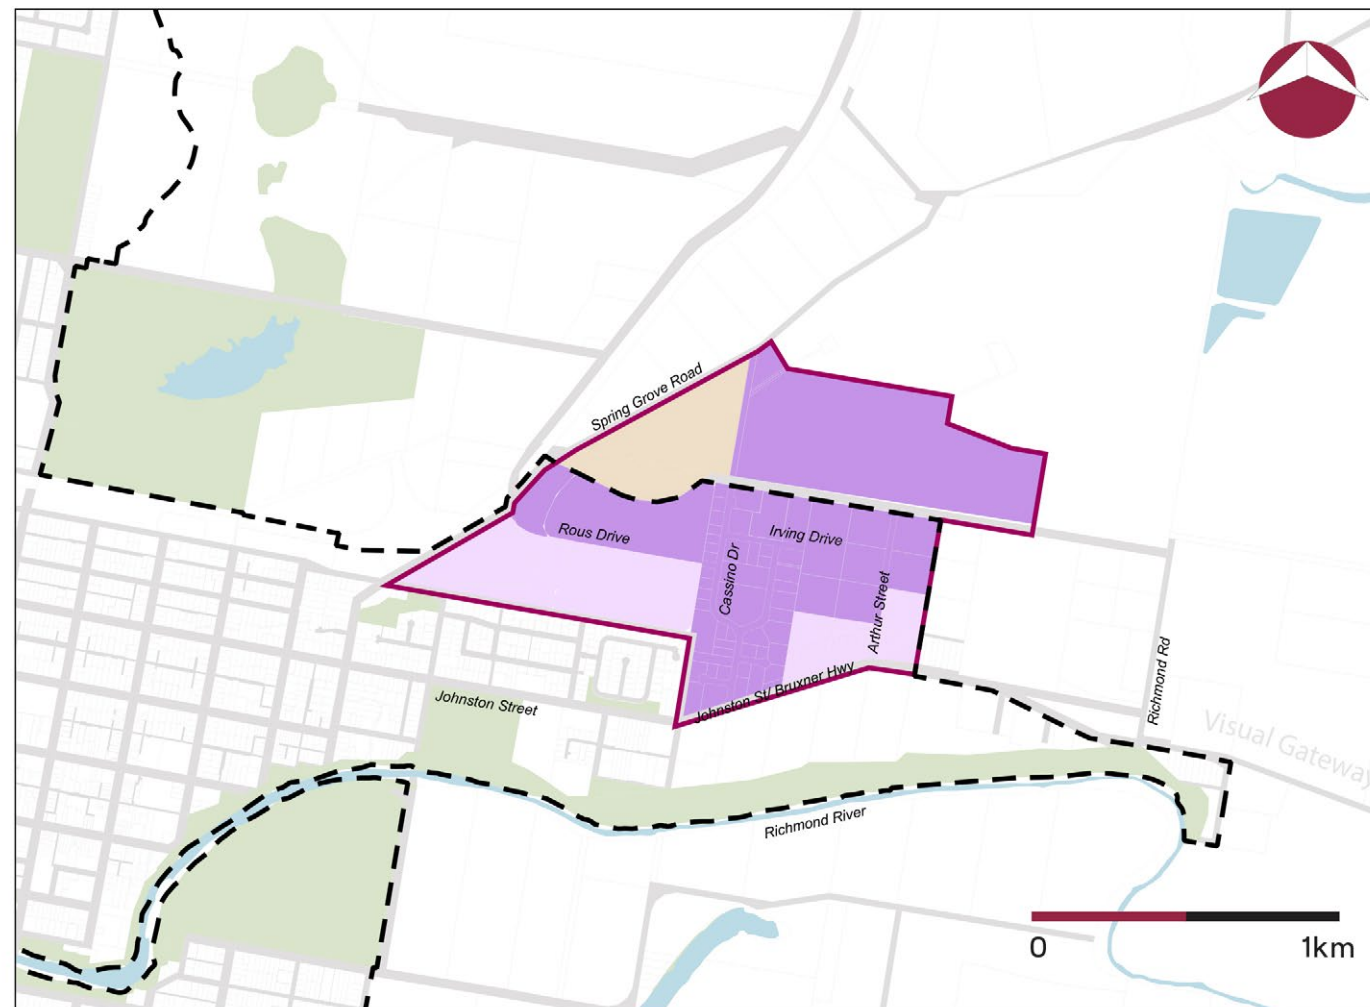 Spring Grove Road
Rous Drive
Irving Drive
Cassino Dr
Arthur Street
Johnston St/ Bruxner Hwy
Richmond Rd
Johnston Street
Visual Gateway
Richmond River
0
1km